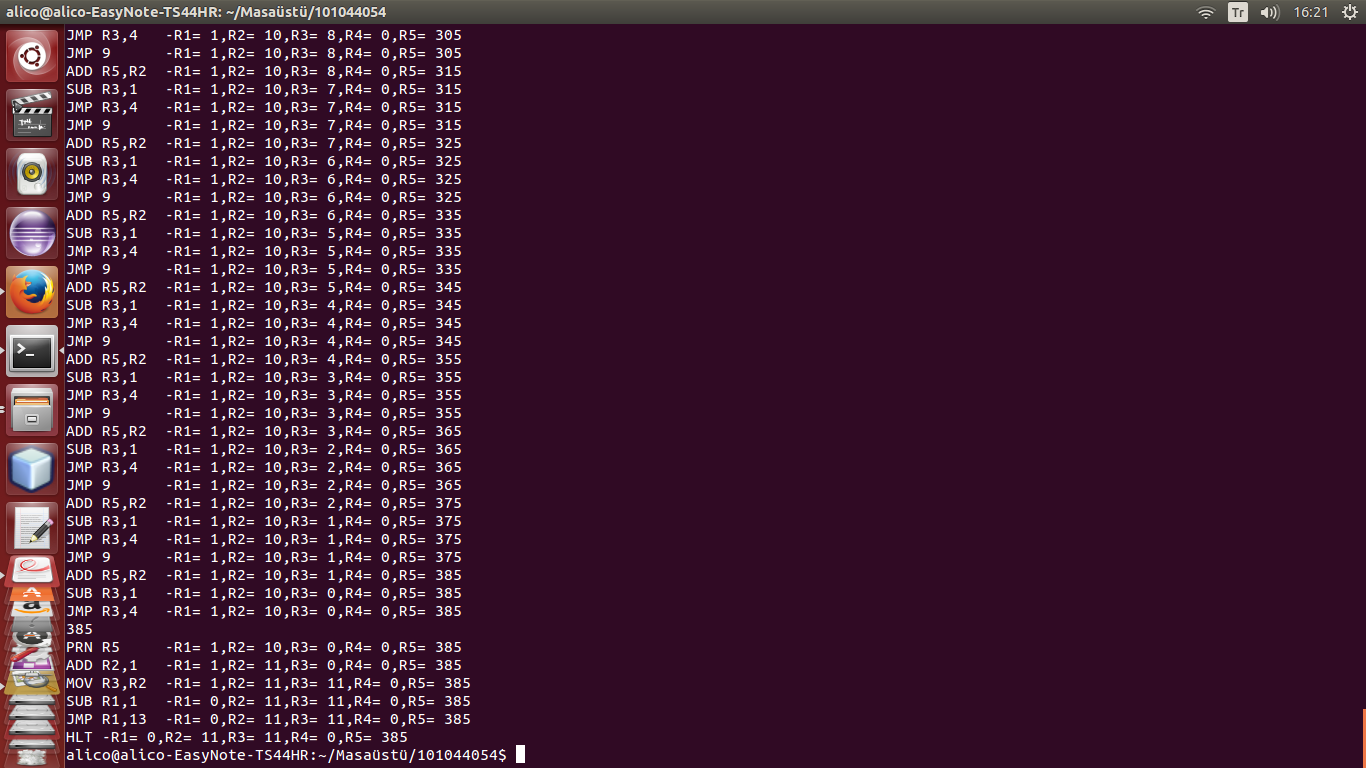 alico@alico-EasyNote-TS44HR: ~/Masaüstü/101044054
Tr
16:21
JMP R3,4   -R1= 1,R2= 10,R3= 8,R4= 0,R5= 305
JMP 9      -R1= 1,R2= 10,R3= 8,R4= 0,R5= 305
ADD R5,R2  -R1= 1,R2= 10,R3= 8,R4= 0,R5= 315
SUB R3,1   -R1= 1,R2= 10,R3= 7,R4= 0,R5= 315
JMP R3,4   -R1= 1,R2= 10,R3= 7,R4= 0,R5= 315
JMP 9      -R1= 1,R2= 10,R3= 7,R4= 0,R5= 315
ADD R5,R2  -R1= 1,R2= 10,R3= 7,R4= 0,R5= 325
SUB R3,1   -R1= 1,R2= 10,R3= 6,R4= 0,R5= 325
JMP R3,4   -R1= 1,R2= 10,R3= 6,R4= 0,R5= 325
JMP 9      -R1= 1,R2= 10,R3= 6,R4= 0,R5= 325
ADD R5,R2  -R1= 1,R2= 10,R3= 6,R4= 0,R5= 335
SUB R3,1   -R1= 1,R2= 10,R3= 5,R4= 0,R5= 335
JMP R3,4   -R1= 1,R2= 10,R3= 5,R4= 0,R5= 335
JMP 9      -R1= 1,R2= 10,R3= 5,R4= 0,R5= 335
ADD R5,R2  -R1= 1,R2= 10,R3= 5,R4= 0,R5= 345
SUB R3,1   -R1= 1,R2= 10,R3= 4,R4= 0,R5= 345
JMP R3,4   -R1= 1,R2= 10,R3= 4,R4= 0,R5= 345
JMP 9      -R1= 1,R2= 10,R3= 4,R4= 0,R5= 345
ADD R5,R2  -R1= 1,R2= 10,R3= 4,R4= 0,R5= 355
SUB R3,1   -R1= 1,R2= 10,R3= 3,R4= 0,R5= 355
JMP R3,4   -R1= 1,R2= 10,R3= 3,R4= 0,R5= 355
JMP 9      -R1= 1,R2= 10,R3= 3,R4= 0,R5= 355
ADD R5,R2  -R1= 1,R2= 10,R3= 3,R4= 0,R5= 365
SUB R3,1   -R1= 1,R2= 10,R3= 2,R4= 0,R5= 365
JMP R3,4   -R1= 1,R2= 10,R3= 2,R4= 0,R5= 365
JMP 9      -R1= 1,R2= 10,R3= 2,R4= 0,R5= 365
ADD R5,R2  -R1= 1,R2= 10,R3= 2,R4= 0,R5= 375
SUB R3,1   -R1= 1,R2= 10,R3= 1,R4= 0,R5= 375
JMP R3,4   -R1= 1,R2= 10,R3= 1,R4= 0,R5= 375
JMP 9      -R1= 1,R2= 10,R3= 1,R4= 0,R5= 375
ADD R5,R2  -R1= 1,R2= 10,R3= 1,R4= 0,R5= 385
SUB R3,1   -R1= 1,R2= 10,R3= 0,R4= 0,R5= 385
JMP R3,4   -R1= 1,R2= 10,R3= 0,R4= 0,R5= 385
385
PRN R5     -R1= 1,R2= 10,R3= 0,R4= 0,R5= 385
ADD R2,1   -R1= 1,R2= 11,R3= 0,R4= 0,R5= 385
MOV R3,R2  -R1= 1,R2= 11,R3= 11,R4= 0,R5= 385
SUB R1,1   -R1= 0,R2= 11,R3= 11,R4= 0,R5= 385
JMP R1,13  -R1= 0,R2= 11,R3= 11,R4= 0,R5= 385
HLT -R1= 0,R2= 11,R3= 11,R4= 0,R5= 385
alico@alico-EasyNote-TS44HR:~/Masaüstü/101044054$